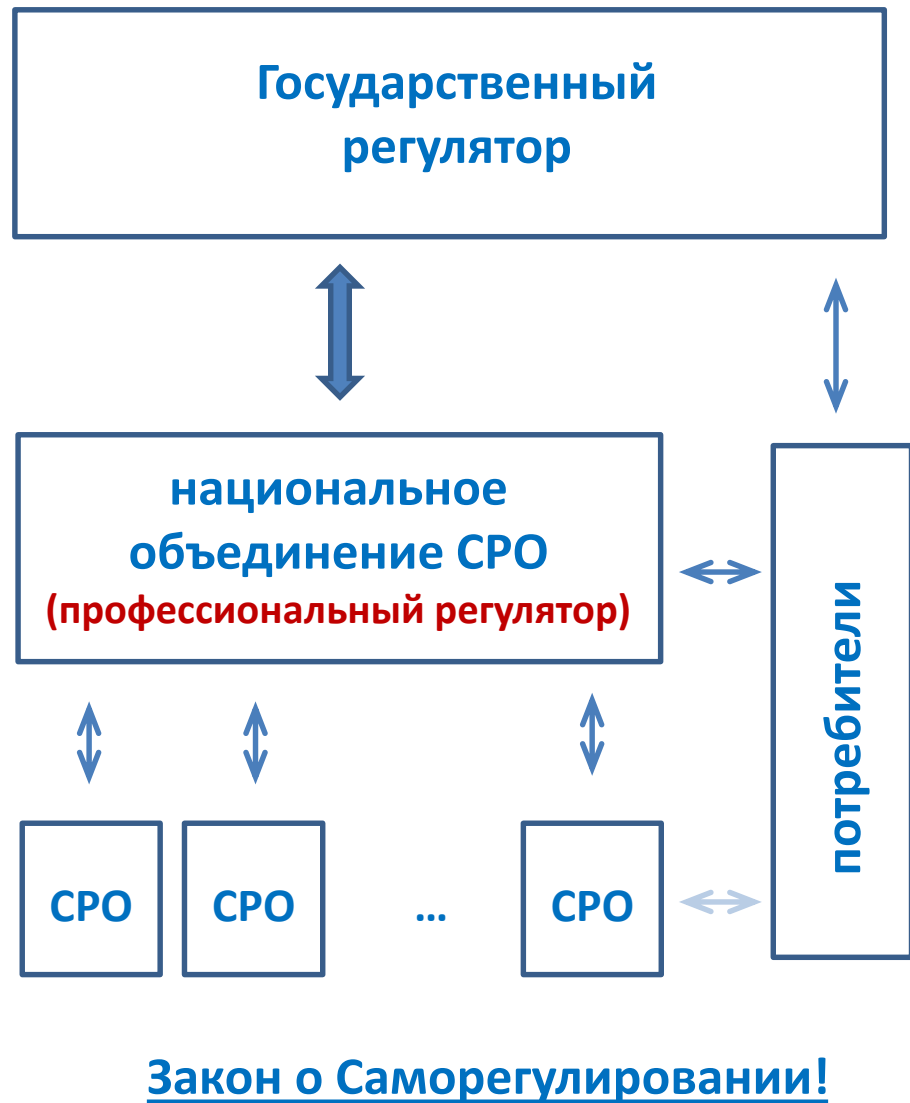 Государственный
регулятор
национальное
объединение СРО
(профессиональный регулятор)
потребители
СРО
СРО
...
СРО
Закон о Саморегулировании!